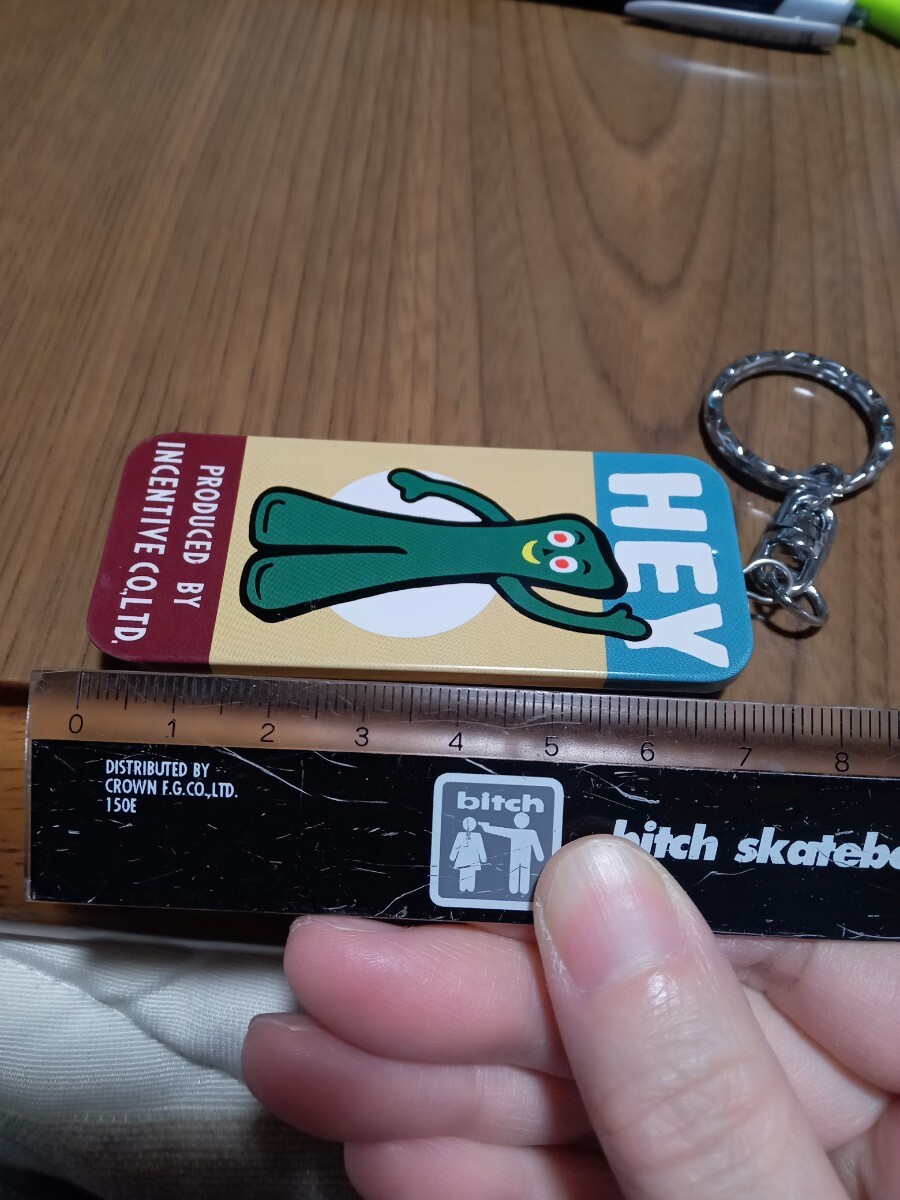 HEY
PRODUCED BY
INCENTIVE CO.,LTD.
0 1 2 3 4 5 6 7 8
DISTRIBUTED BY
CROWN F.G.CO.,LTD.
150E
bitch
bitch skatebo